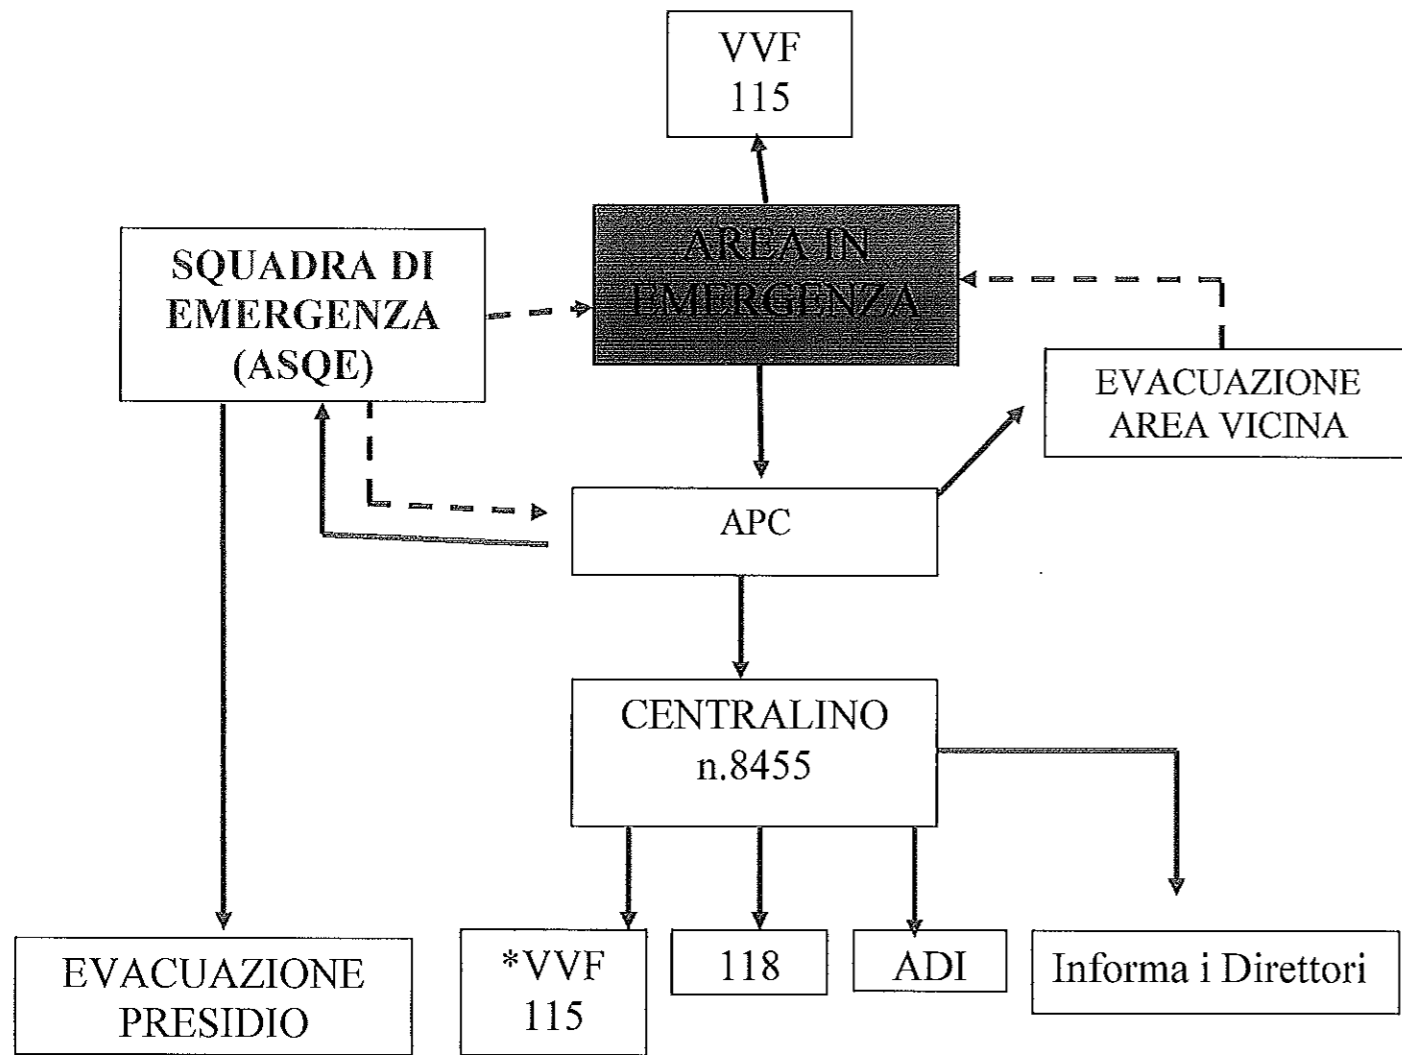 VVF
115
AREA IN
EMERGENZA
SQUADRA DI
EMERGENZA
(ASQE)
EVACUAZIONE
AREA VICINA
APC
CENTRALINO
n.8455
EVACUAZIONE
PRESIDIO
*VVF
115
118
ADI
Informa i Direttori